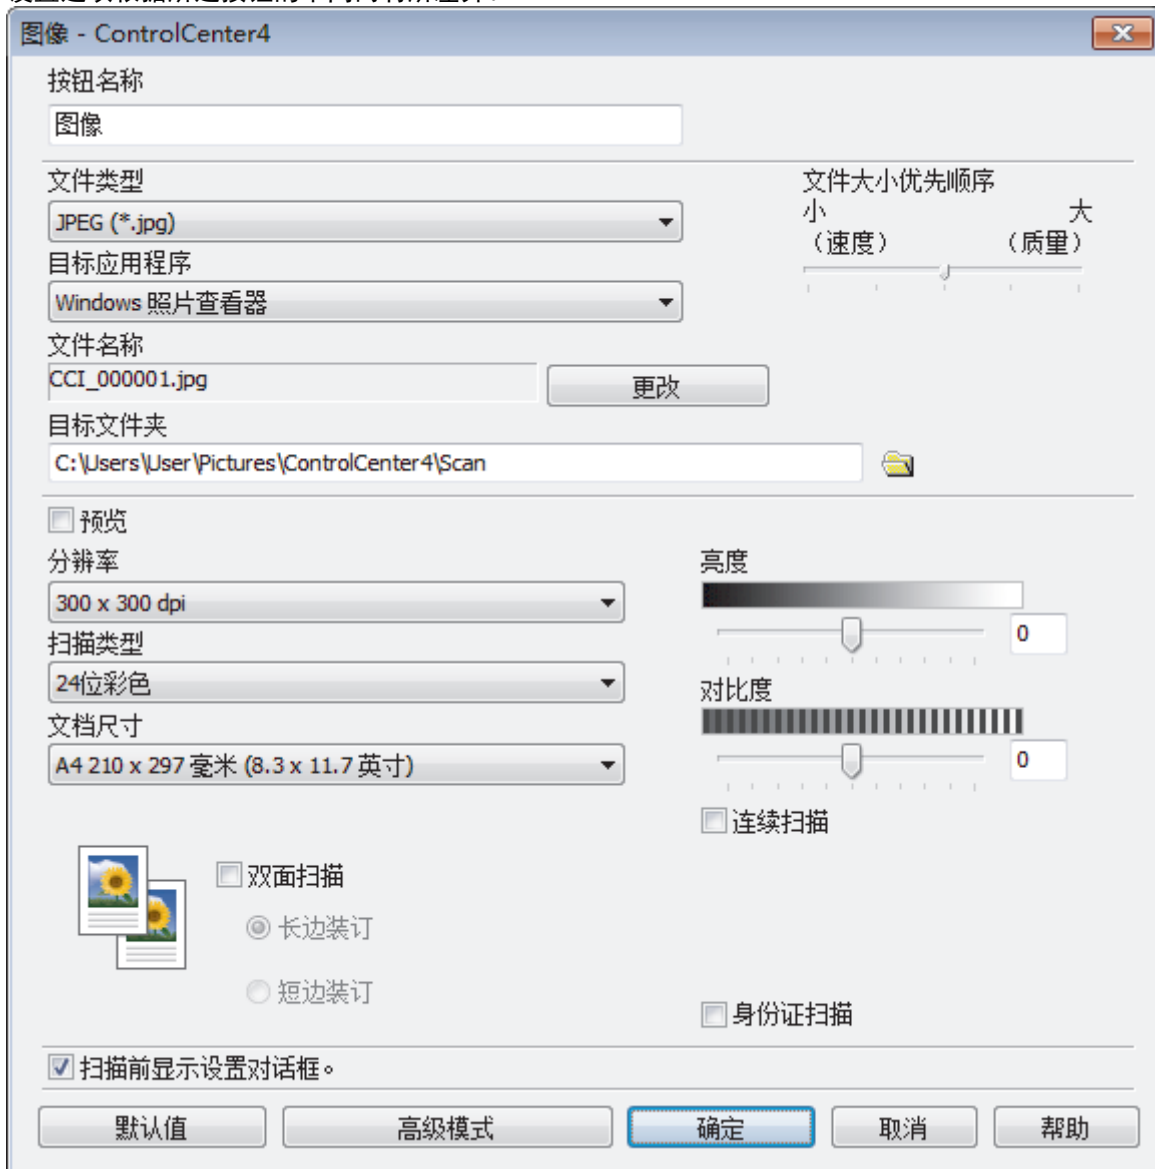 图像 - ControlCenter4
按钮名称
图像
文件类型
JPEG (*.jpg)
目标应用程序
Windows 照片查看器
文件名称
CCI_000001.jpg
更改
目标文件夹
C:\Users\User\Pictures\ControlCenter4\Scan
文件大小优先顺序
小 大
（速度） （质量）
预览
分辨率
300 x 300 dpi
扫描类型
24位彩色
文档尺寸
A4 210 x 297 毫米 (8.3 x 11.7 英寸)
亮度
0
对比度
0
连续扫描
双面扫描
长边装订
短边装订
身份证扫描
扫描前显示设置对话框。
默认值 高级模式 确定 取消 帮助